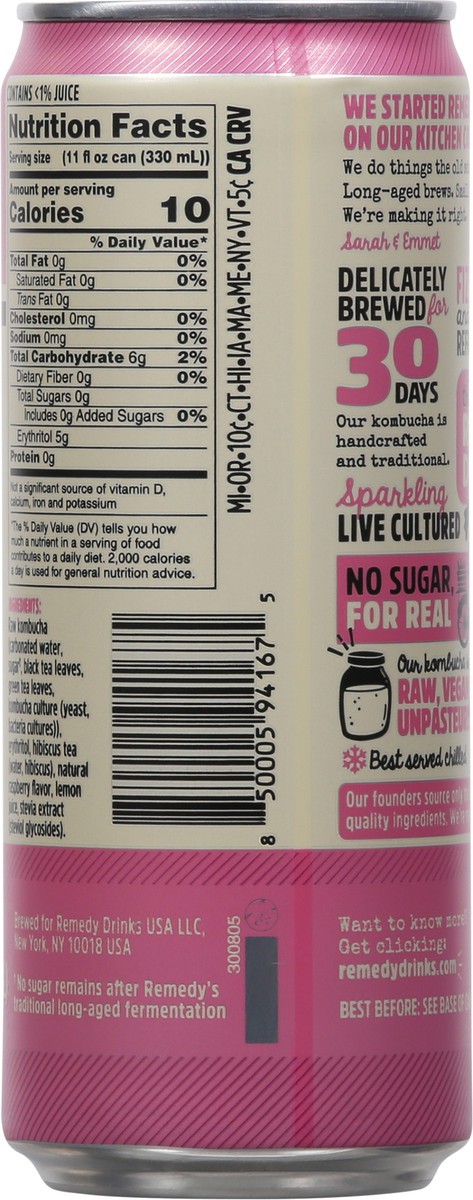 CONTAINS <1% JUICE
Nutrition Facts
Serving size (11 fl oz can (330 mL))
Amount per serving
Calories 10
% Daily Value*
Total Fat 0g 0%
Saturated Fat 0g 0%
Trans Fat 0g
Cholesterol 0mg 0%
Sodium 0mg 0%
Total Carbohydrate 6g 2%
Dietary Fiber 0g 0%
Total Sugars 0g
Includes 0g Added Sugars 0%
Erythritol 5g
Protein 0g
Not a significant source of vitamin D,
calcium, iron and potassium
*The % Daily Value (DV) tells you how
much a nutrient in a serving of food
contributes to a daily diet. 2,000 calories
a day is used for general nutrition advice.
MI•OR•10¢•CT•HI•IA•MA•ME•NY•VT•5¢ CA CRV
INGREDIENTS:
Raw kombucha
(carbonated water,
sugar*, black tea leaves,
green tea leaves,
kombucha culture (yeast,
bacteria cultures)),
erythritol, hibiscus tea
(water, hibiscus), natural
raspberry flavor, lemon
juice, stevia extract
(steviol glycosides).
8 50005 94167 5
Brewed for Remedy Drinks USA LLC,
New York, NY 10018 USA
*No sugar remains after Remedy's
traditional long-aged fermentation
300805
WE STARTED
ON OUR KITCHEN
We do things the old
Long-aged brews.
We're making it right.
Sarah & Emmet
DELICATELY
BREWED for
30
DAYS
Our kombucha is
handcrafted
and traditional.
Sparkling
LIVE CULTURED
NO SUGAR,
FOR REAL
Our kombucha
RAW,
Best served chilled
Our founders source only
quality ingredients.
Want to know more
Get clicking:
remedydrinks.com
BEST BEFORE: SEE BASE